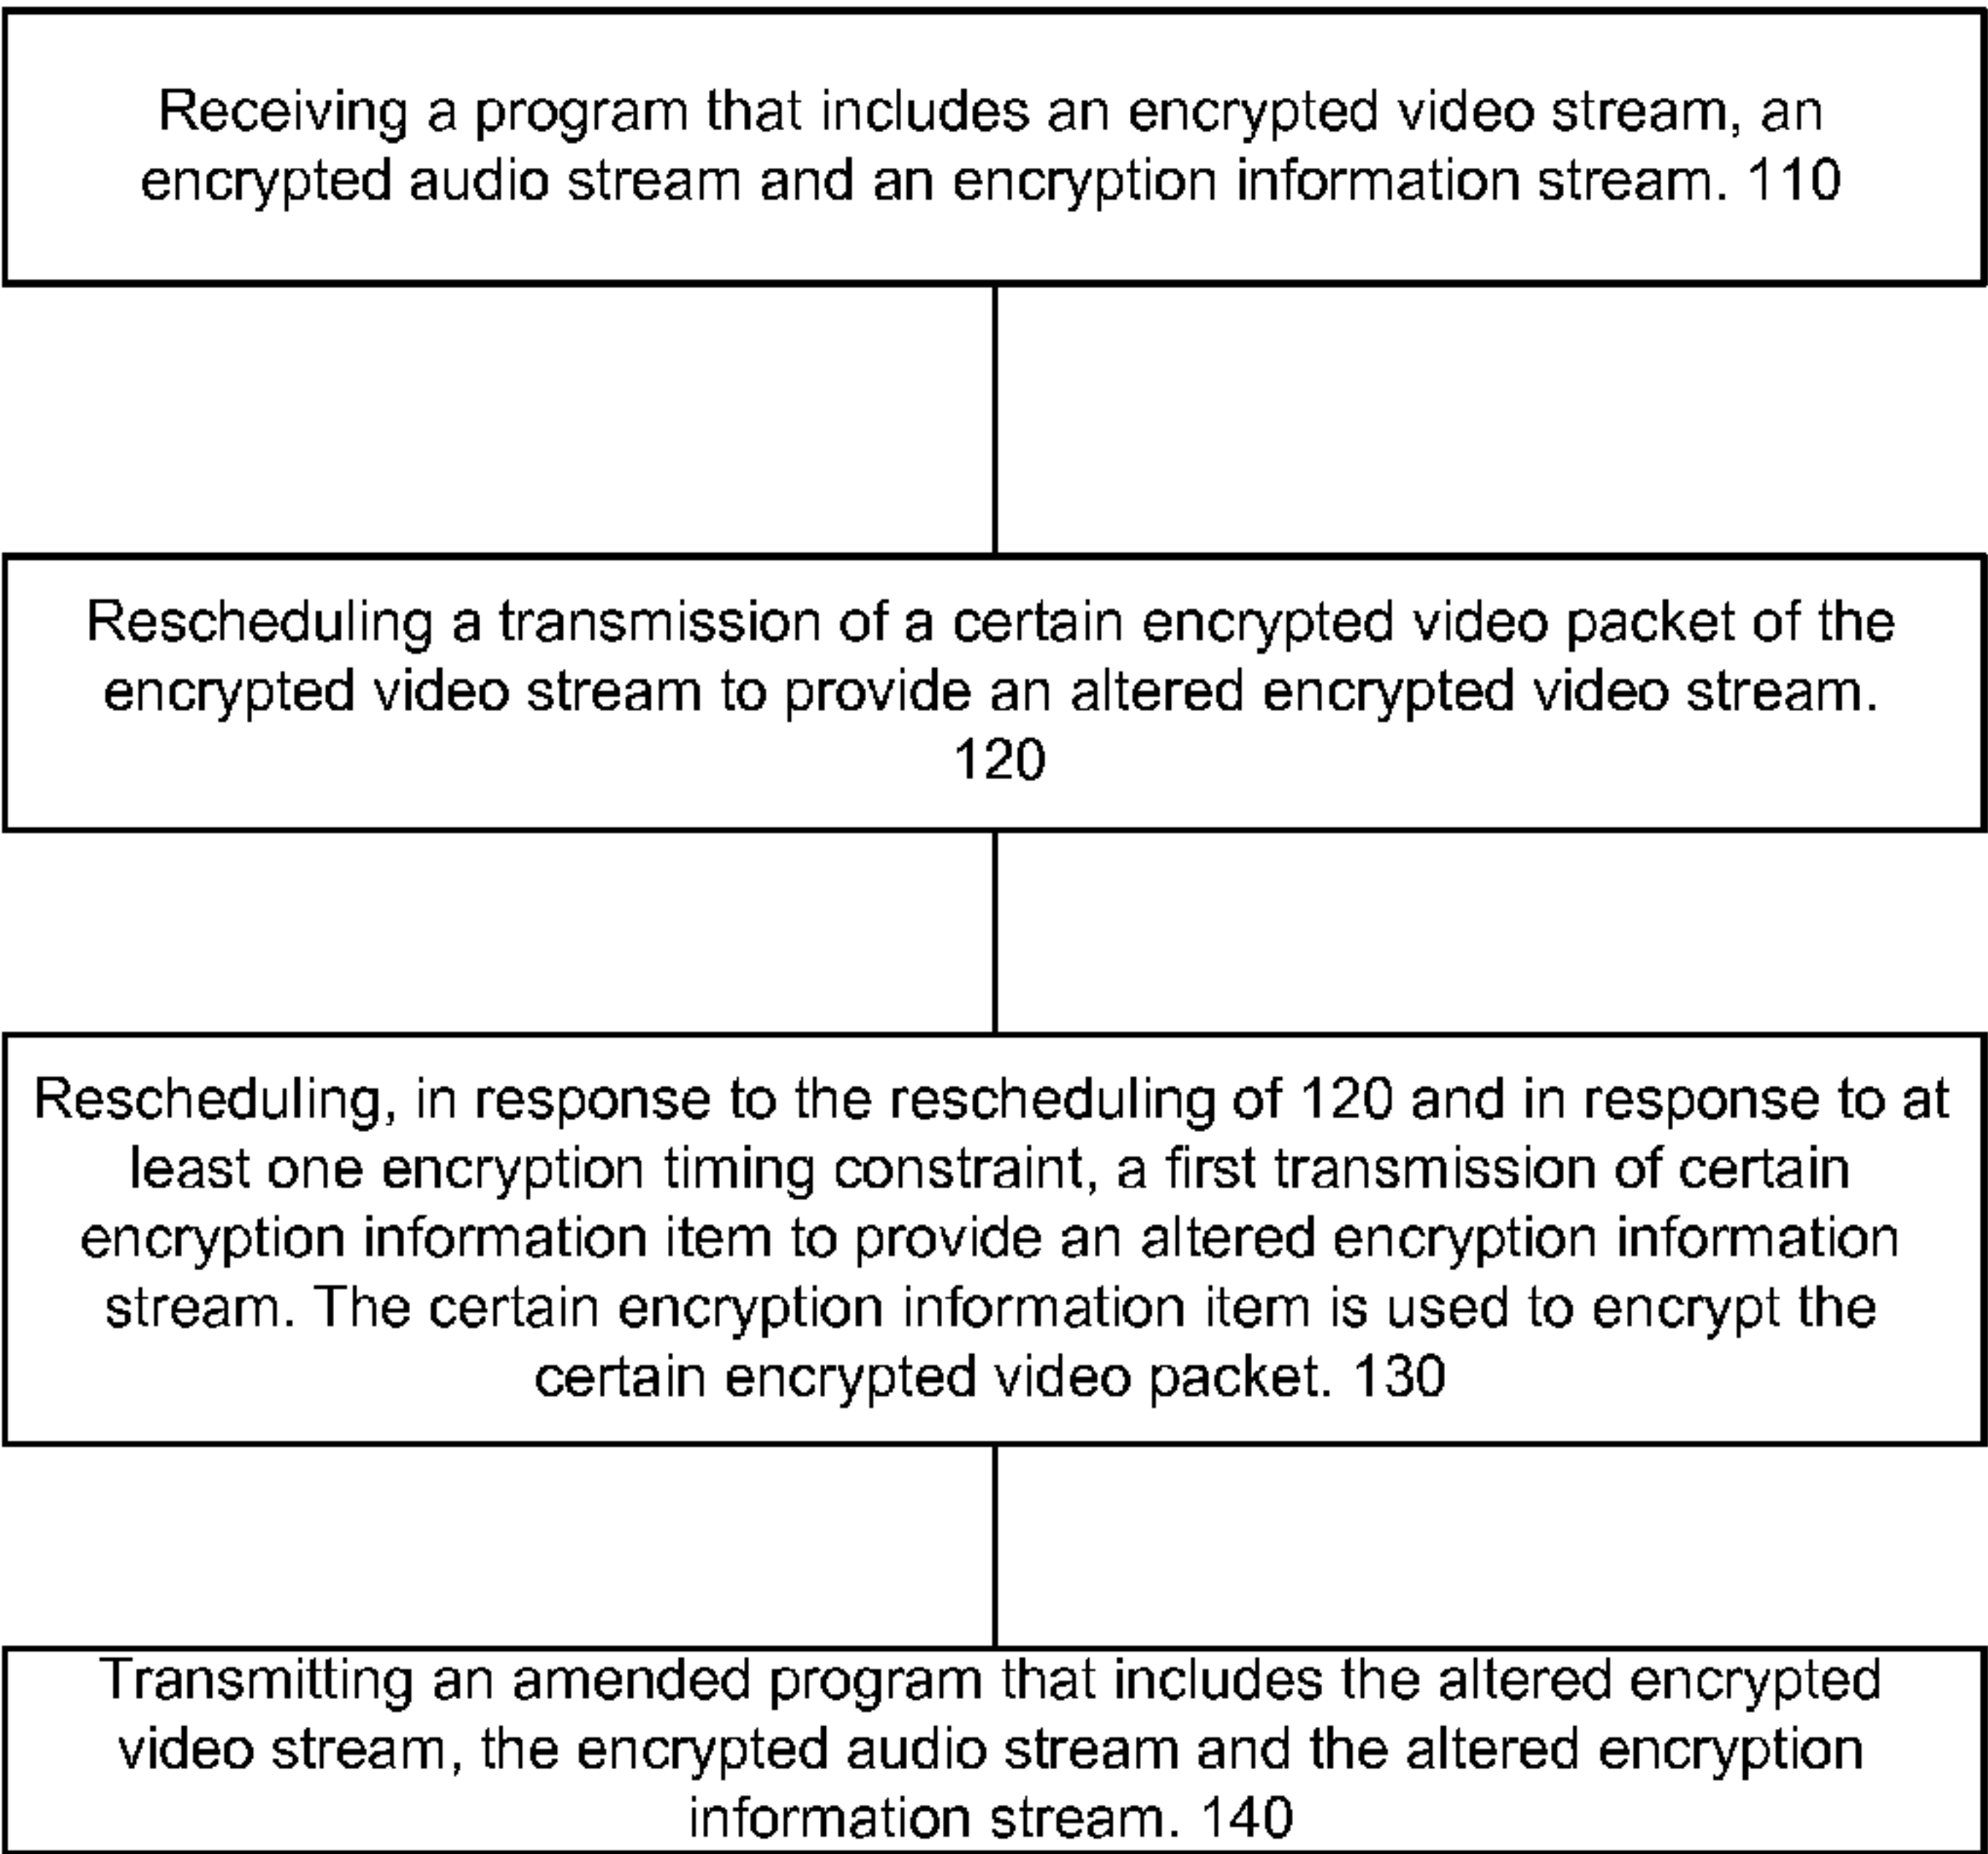 Receiving a program that includes an encrypted video stream, an
encrypted audio stream and an encryption information stream. 110
Rescheduling a transmission of a certain encrypted video packet of the
encrypted video stream to provide an altered encrypted video stream.
120
Rescheduling, in response to the rescheduling of 120 and in response to at
least one encryption timing constraint, a first transmission of certain
encryption information item to provide an altered encryption information
stream. The certain encryption information item is used to encrypt the
certain encrypted video packet. 130
Transmitting an amended program that includes the altered encrypted
video stream, the encrypted audio stream and the altered encryption
information stream. 140